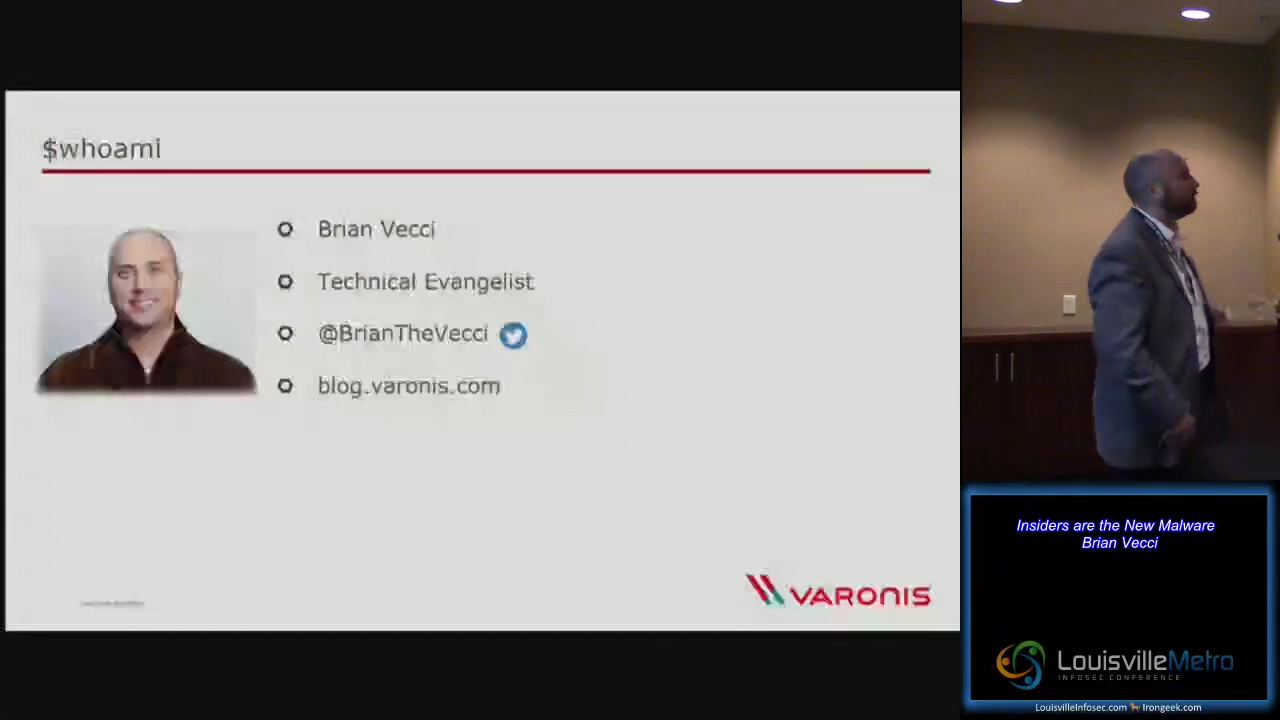 $whoami
Brian Vecci
Technical Evangelist
@BrianTheVecci
blog.varonis.com
VARONIS
Insiders are the New Malware
Brian Vecci
LouisvilleMetro
INFOSEC CONFERENCE
LouisvilleInfosec.com Irongeek.com